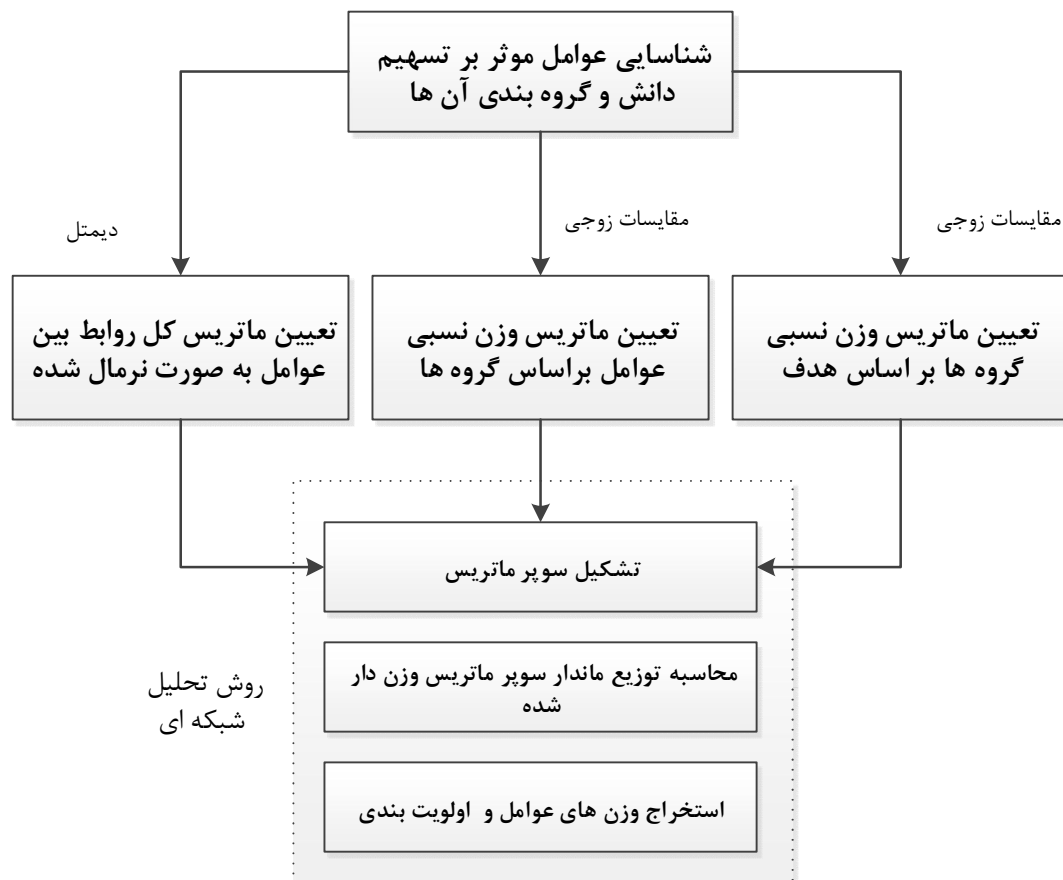 شناسایی عوامل موثر بر تسهیم
دانش و گروه بندی آن ها
مقایسات زوجی
مقایسات زوجی
دیمتل
تعیین ماتریس وزن نسبی
گروه ها بر اساس هدف
تعیین ماتریس وزن نسبی
عوامل براساس گروه ها
تعیین ماتریس کل روابط بین
عوامل به صورت نرمال شده
تشکیل سوپر ماتریس
محاسبه توزیع ماندار سوپر ماتریس وزن دار
شده
روش تحلیل
شبکه ای
استخراج وزن های عوامل و اولویت بندی